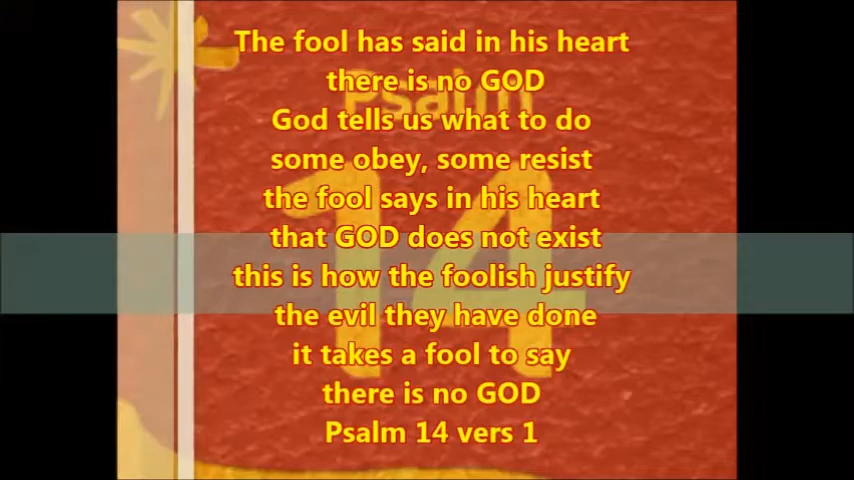 The fool has said in his heart
there is no GOD
Psalm
God tells us what to do
some obey, some resist
14
the fool says in his heart
that GOD does not exist
this is how the foolish justify
the evil they have done
it takes a fool to say
there is no GOD
Psalm 14 vers 1